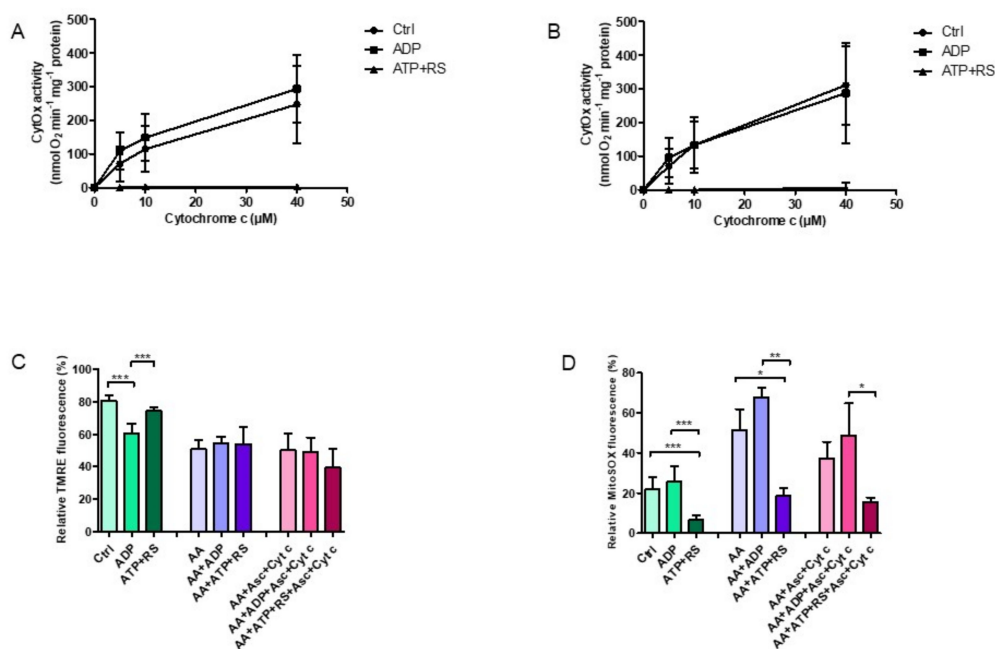 A
CytOx activity
(nmol O₂ min⁻¹ mg⁻¹ protein)
500
400
300
200
100
0
0 10 20 30 40 50
Cytochrome c (µM)
Ctrl
ADP
ATP+RS
B
CytOx activity
(nmol O₂ min⁻¹ mg⁻¹ protein)
500
400
300
200
100
0
0 10 20 30 40 50
Cytochrome c (µM)
Ctrl
ADP
ATP+RS
C
Relative TMRE fluorescence (%)
100
80
60
40
20
0
*** ***
Ctrl
ADP
ATP+RS
AA
AA+ADP
AA+ATP+RS
AA+Asc+Cyt c
AA+ADP+Asc+Cyt c
AA+ATP+RS+Asc+Cyt c
D
Relative MitoSOX fluorescence (%)
80
60
40
20
0
***
***
**
*
*
Ctrl
ADP
ATP+RS
AA
AA+ADP
AA+ATP+RS
AA+Asc+Cyt c
AA+ADP+Asc+Cyt c
AA+ATP+RS+Asc+Cyt c